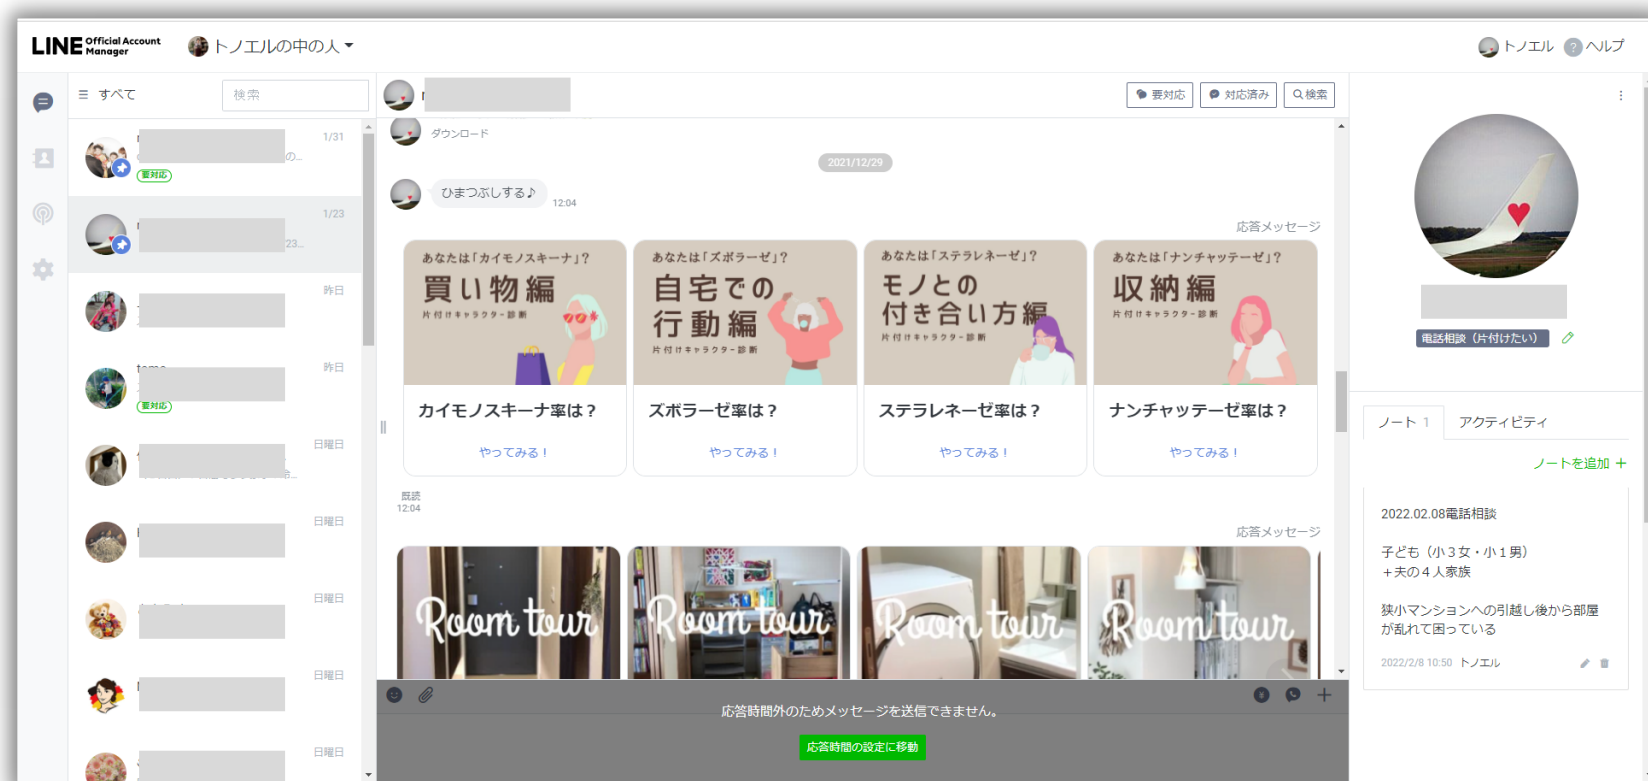 LINE Official Account Manager
トノエルの中の人
トノエル
ヘルプ
すべて
検索
1/31
の...
要対応
1/23
23...
昨日
昨日
要対応
日曜日
日曜日
日曜日
日曜日
日曜日
要対応
対応済み
検索
ダウンロード
2021/12/29
ひまつぶしする♪
12:04
応答メッセージ
あなたは「カイモノスキーナ」?
買い物編
片付けキャラクター診断
カイモノスキーナ率は？
やってみる！
あなたは「ズボラーゼ」?
自宅での
行動編
片付けキャラクター診断
ズボラーゼ率は？
やってみる！
あなたは「ステラレネーゼ」?
モノとの
付き合い方編
片付けキャラクター診断
ステラレネーゼ率は？
やってみる！
あなたは「ナンチャッテーゼ」?
収納編
片付けキャラクター診断
ナンチャッテーゼ率は？
やってみる！
既読
12:04
応答メッセージ
Room tour
Room tour
Room tour
Room tour
応答時間外のためメッセージを送信できません。
応答時間の設定に移動
電話相談（片付けたい）
ノート 1
アクティビティ
ノートを追加 +
2022.02.08電話相談
子ども（小３女・小１男）
＋夫の４人家族
狭小マンションへの引越し後から部屋
が乱れて困っている
2022/2/8 10:50 トノエル